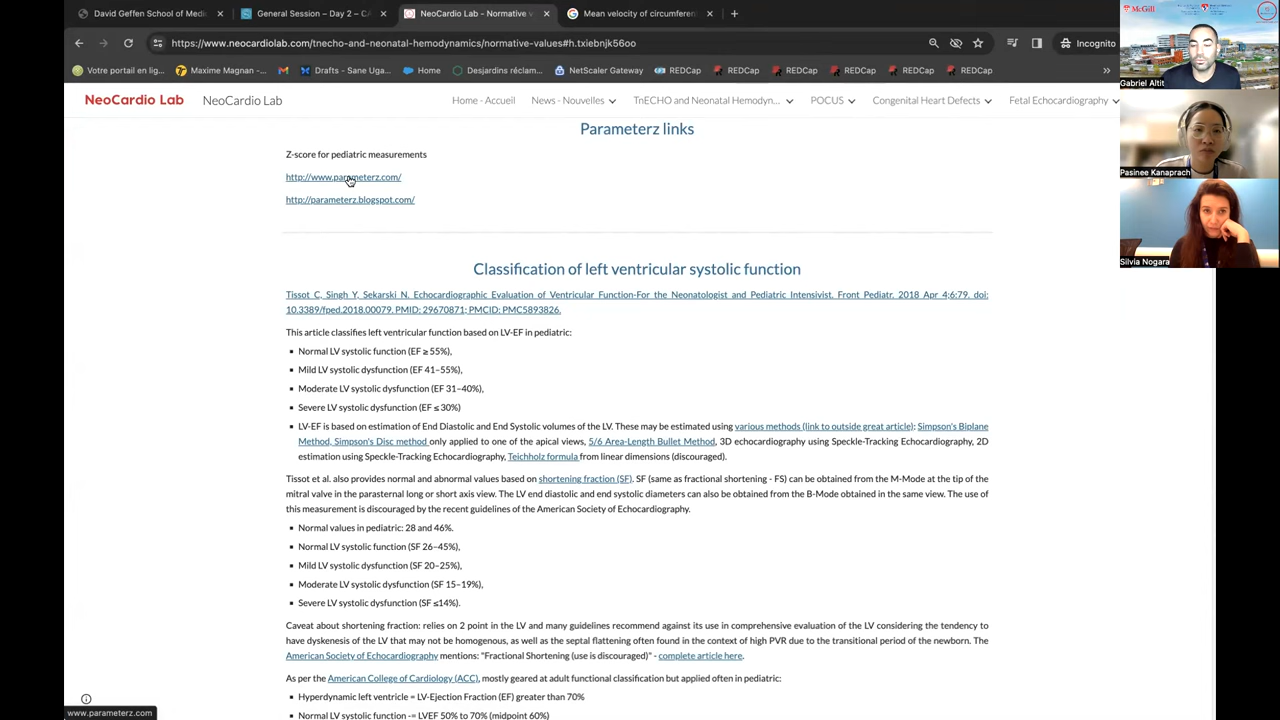 David Geffen School of Medic
General Session – Day 2 – CA
NeoCardio Lab - Normative v
Mean velocity of circumferen
https://www.neocardiolab.com/tnecho-and-neonatal-hemodynamics/normative-values#h.txiebnjk56oo
Incognito
Votre portail en lig...
Maxime Magnan -...
Drafts - Sane Uga...
Home
Desjardins réclam...
NetScaler Gateway
REDCap
REDCap
REDCap
REDCap
REDCap
REDCap
NeoCardio Lab
NeoCardio Lab
Home - Accueil
News - Nouvelles
TnECHO and Neonatal Hemodyn...
POCUS
Congenital Heart Defects
Fetal Echocardiography
McGill
Gabriel Altit
Pasinee Kanaprach
Silvia Nogara
Parameterz links
Z-score for pediatric measurements
http://www.parameterz.com/
http://parameterz.blogspot.com/
Classification of left ventricular systolic function
Tissot C, Singh Y, Sekarski N. Echocardiographic Evaluation of Ventricular Function-For the Neonatologist and Pediatric Intensivist. Front Pediatr. 2018 Apr 4;6:79. doi:
10.3389/fped.2018.00079. PMID: 29670871; PMCID: PMC5893826.
This article classifies left ventricular function based on LV-EF in pediatric:
▪ Normal LV systolic function (EF ≥ 55%),
▪ Mild LV systolic dysfunction (EF 41–55%),
▪ Moderate LV systolic dysfunction (EF 31–40%),
▪ Severe LV systolic dysfunction (EF ≤ 30%)
▪ LV-EF is based on estimation of End Diastolic and End Systolic volumes of the LV. These may be estimated using various methods (link to outside great article): Simpson's Biplane
Method, Simpson's Disc method only applied to one of the apical views, 5/6 Area-Length Bullet Method, 3D echocardiography using Speckle-Tracking Echocardiography, 2D
estimation using Speckle-Tracking Echocardiography, Teichholz formula from linear dimensions (discouraged).
Tissot et al. also provides normal and abnormal values based on shortening fraction (SF). SF (same as fractional shortening - FS) can be obtained from the M-Mode at the tip of the
mitral valve in the parasternal long or short axis view. The LV end diastolic and end systolic diameters can also be obtained from the B-Mode obtained in the same view. The use of
this measurement is discouraged by the recent guidelines of the American Society of Echocardiography.
▪ Normal values in pediatric: 28 and 46%.
▪ Normal LV systolic function (SF 26–45%),
▪ Mild LV systolic dysfunction (SF 20–25%),
▪ Moderate LV systolic dysfunction (SF 15–19%),
▪ Severe LV systolic dysfunction (SF ≤14%).
Caveat about shortening fraction: relies on 2 point in the LV and many guidelines recommend against its use in comprehensive evaluation of the LV considering the tendency to
have dyskenesis of the LV that may not be homogenous, as well as the septal flattening often found in the context of high PVR due to the transitional period of the newborn. The
American Society of Echocardiography mentions: "Fractional Shortening (use is discouraged)" - complete article here.
As per the American College of Cardiology (ACC), mostly geared at adult functional classification but applied often in pediatric:
▪ Hyperdynamic left ventricle = LV-Ejection Fraction (EF) greater than 70%
▪ Normal LV systolic function -= LVEF 50% to 70% (midpoint 60%)
www.parameterz.com